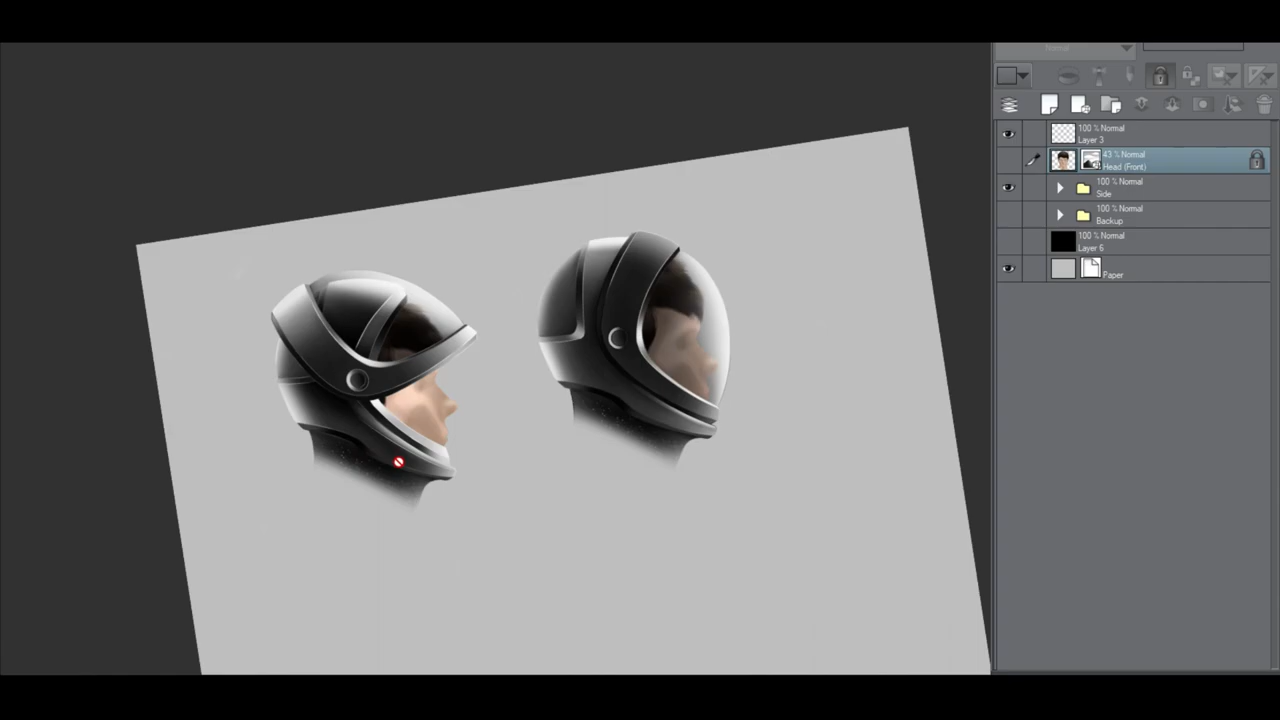 Normal
100 % Normal
Layer 3
43 % Normal
Head (Front)
100 % Normal
Side
100 % Normal
Backup
100 % Normal
Layer 6
Paper